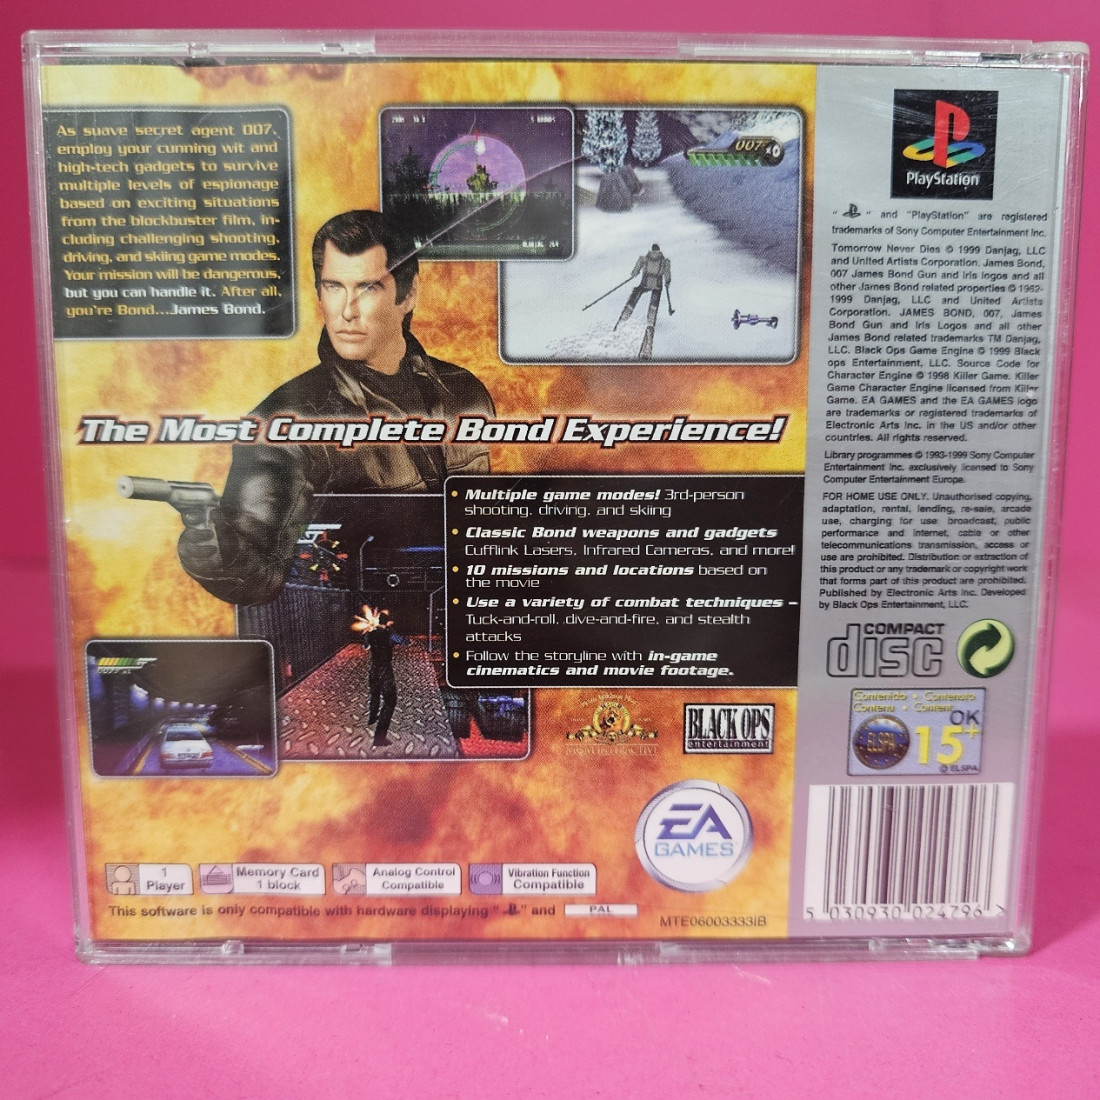 As suave secret agent 007,
employ your cunning wit and
high-tech gadgets to survive
multiple levels of espionage
based on exciting situations
from the blockbuster film, in-
cluding challenging shooting,
driving, and skiing game modes.
Your mission will be dangerous,
but you can handle it. After all,
you're Bond...James Bond.
007 x0
The Most Complete Bond Experience!
• Multiple game modes! 3rd-person
shooting, driving, and skiing
• Classic Bond weapons and gadgets
Cufflink Lasers, Infrared Cameras, and more!
• 10 missions and locations based on
the movie
• Use a variety of combat techniques –
Tuck-and-roll, dive-and-fire, and stealth
attacks
• Follow the storyline with in-game
cinematics and movie footage.
MGM INTERACTIVE
BLACK OPS
entertainment
EA
GAMES
1
Player
Memory Card
1 block
Analog Control
Compatible
Vibration Function
Compatible
This software is only compatible with hardware displaying " " and PAL
MTE06003333IB
PlayStation
" " and "PlayStation" are registered
trademarks of Sony Computer Entertainment Inc.
Tomorrow Never Dies © 1999 Danjaq, LLC
and United Artists Corporation. James Bond,
007 James Bond Gun and Iris logos and all
other James Bond related properties © 1962-
1999 Danjaq, LLC and United Artists
Corporation. JAMES BOND, 007, James
Bond Gun and Iris Logos and all other
James Bond related trademarks TM Danjaq,
LLC. Black Ops Game Engine © 1999 Black
ops Entertainment, LLC. Source Code for
Character Engine © 1998 Killer Game. Killer
Game Character Engine licensed from Killer
Game. EA GAMES and the EA GAMES logo
are trademarks or registered trademarks of
Electronic Arts Inc. in the US and/or other
countries. All rights reserved.
Library programmes © 1993-1999 Sony Computer
Entertainment Inc. exclusively licensed to Sony
Computer Entertainment Europe.
FOR HOME USE ONLY. Unauthorised copying,
adaptation, rental, lending, re-sale, arcade
use, charging for use, broadcast, public
performance and internet, cable or other
telecommunications transmission, access or
use are prohibited. Distribution or extraction of
this product or any trademark or copyright work
that forms part of this product are prohibited.
Published by Electronic Arts Inc. Developed
by Black Ops Entertainment, LLC.
COMPACT
disc
Contenido • Contenuto
Contenu • Content
OK
ELSPA
15+
© ELSPA
5 030930 024796 >